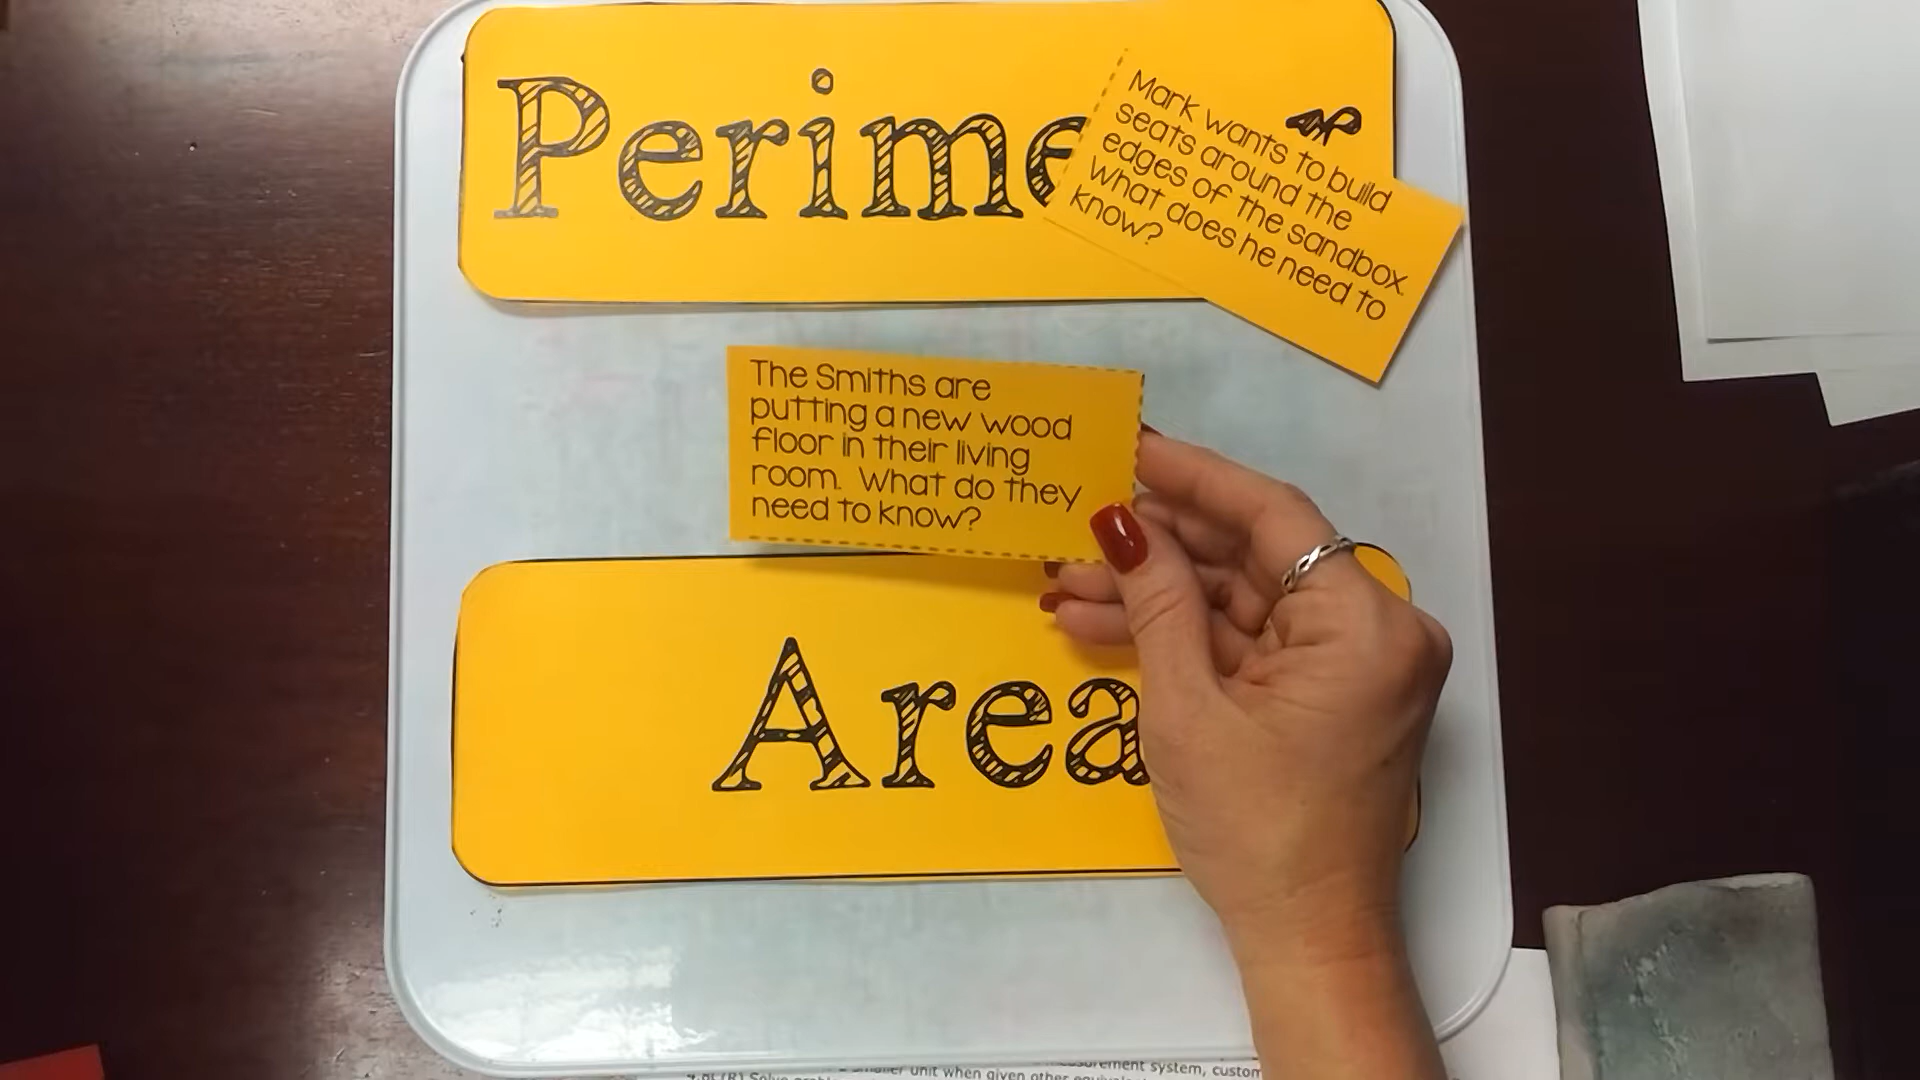 Perime
Mark wants to build
seats around the
edges of the sandbox.
What does he need to
know?
The Smiths are
putting a new wood
floor in their living
room. What do they
need to know?
Area
smaller unit when given other
surement system, custom